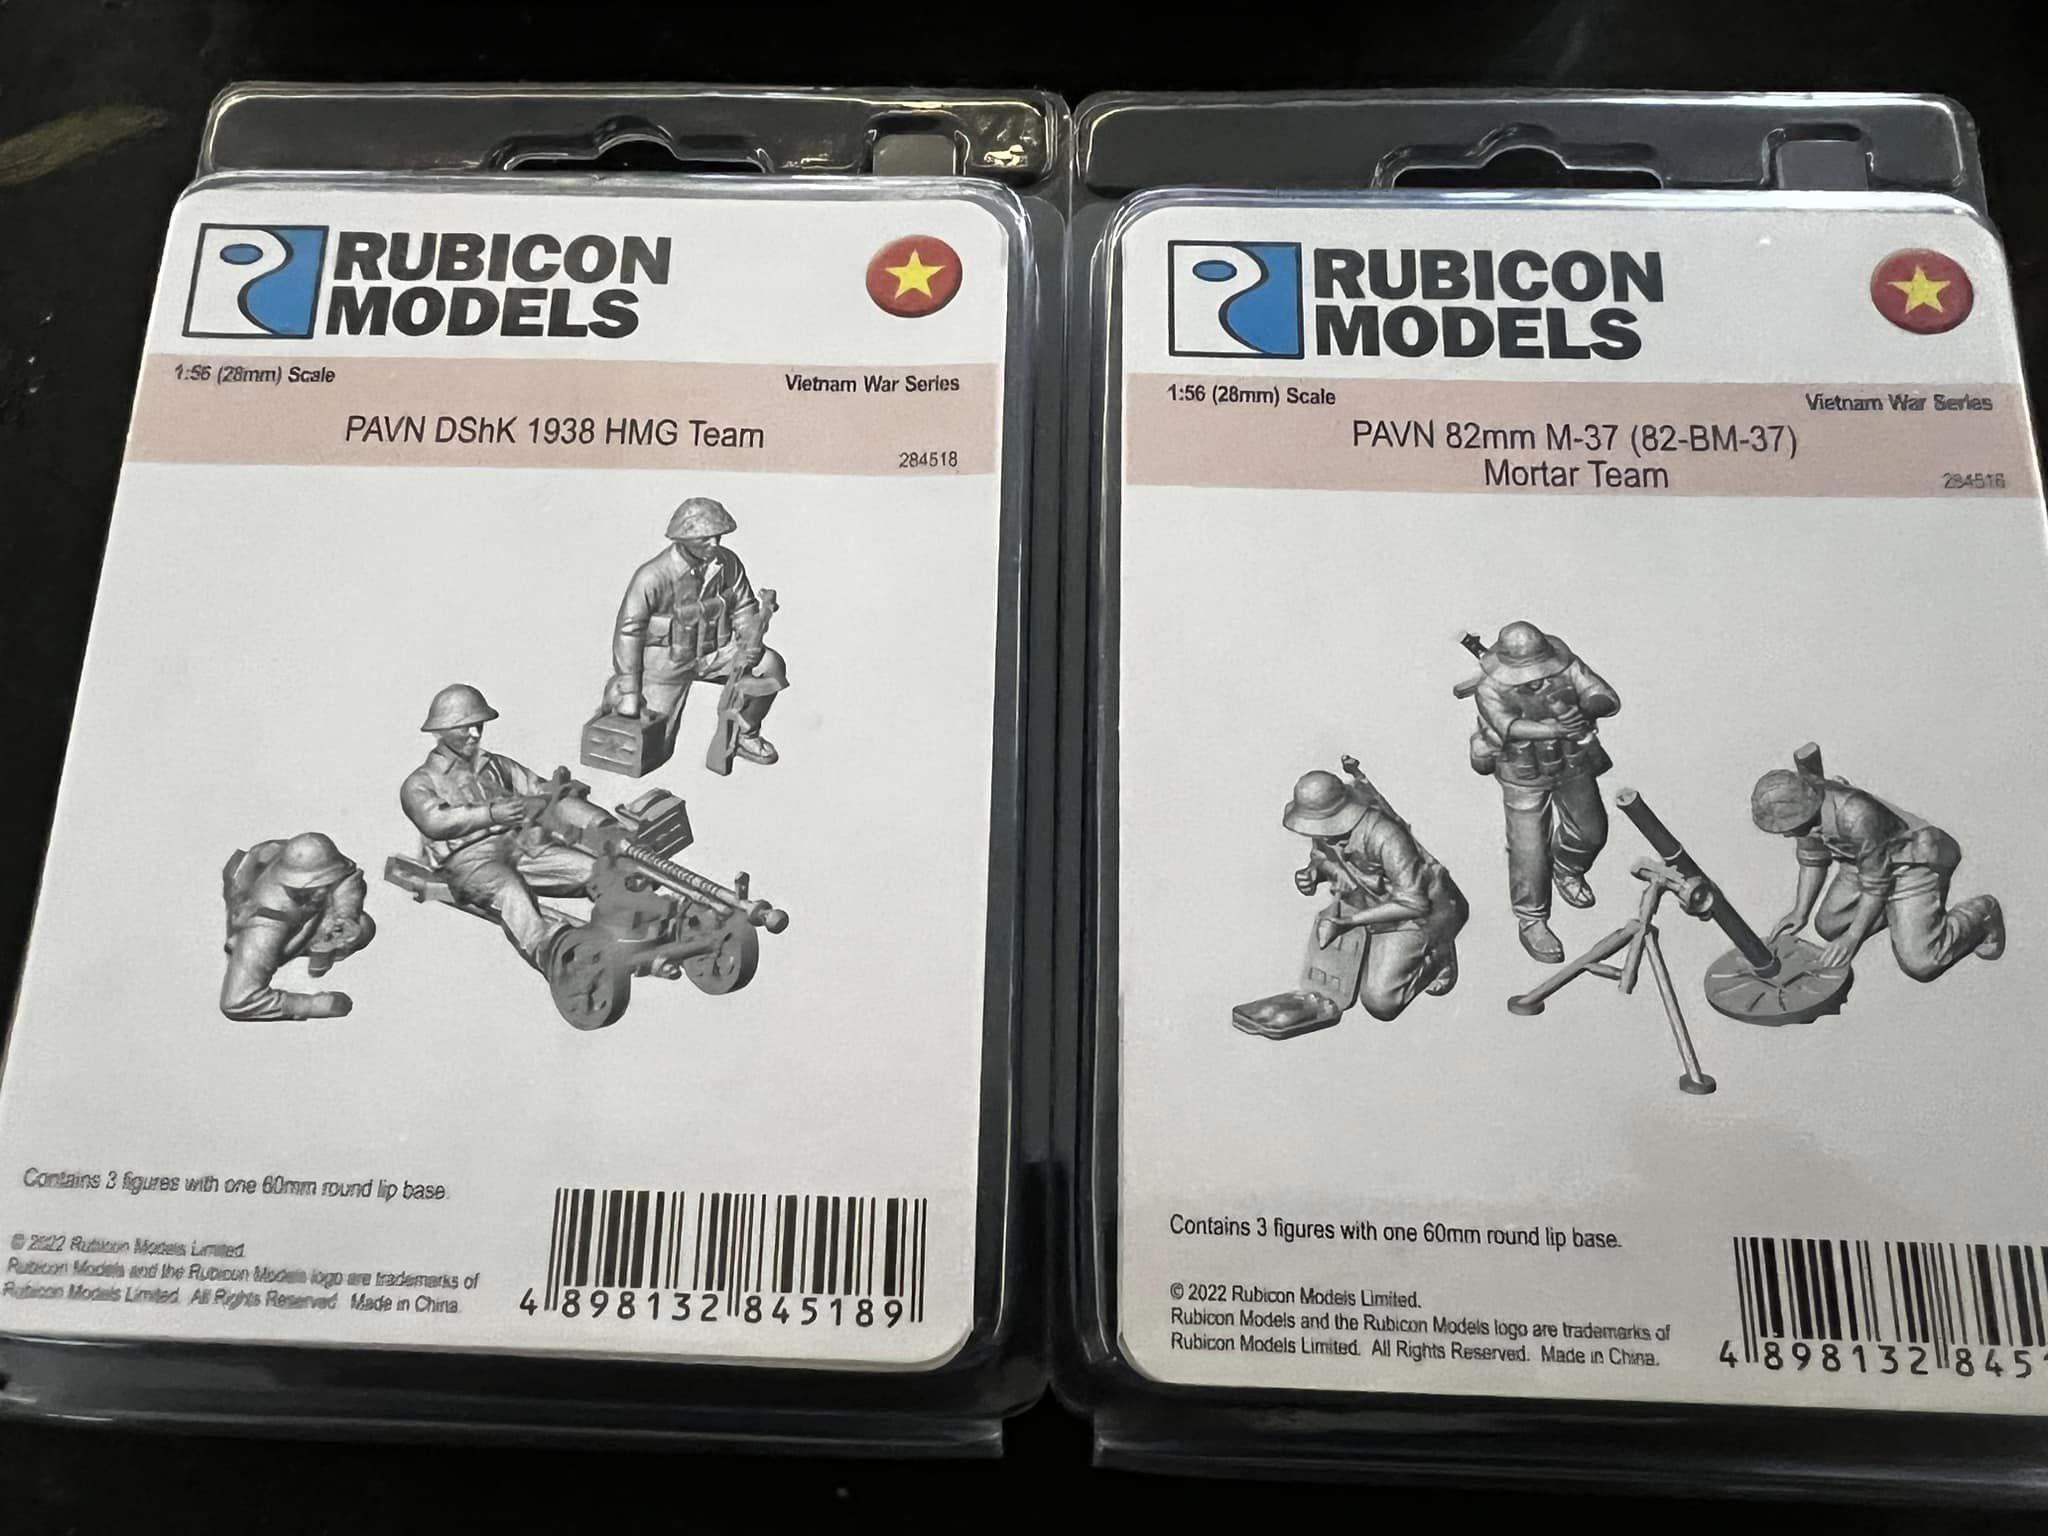 RUBICON
MODELS
1:56 (28mm) Scale
Vietnam War Series
PAVN DShK 1938 HMG Team
284518
Contains 3 figures with one 60mm round lip base.
© 2022 Rubicon Models Limited.
Rubicon Models and the Rubicon Models logo are trademarks of
Rubicon Models Limited. All Rights Reserved. Made in China.
4 898132 845189
RUBICON
MODELS
1:56 (28mm) Scale
Vietnam War Series
PAVN 82mm M-37 (82-BM-37)
Mortar Team
284516
Contains 3 figures with one 60mm round lip base.
© 2022 Rubicon Models Limited.
Rubicon Models and the Rubicon Models logo are trademarks of
Rubicon Models Limited. All Rights Reserved. Made in China.
4 898132 845